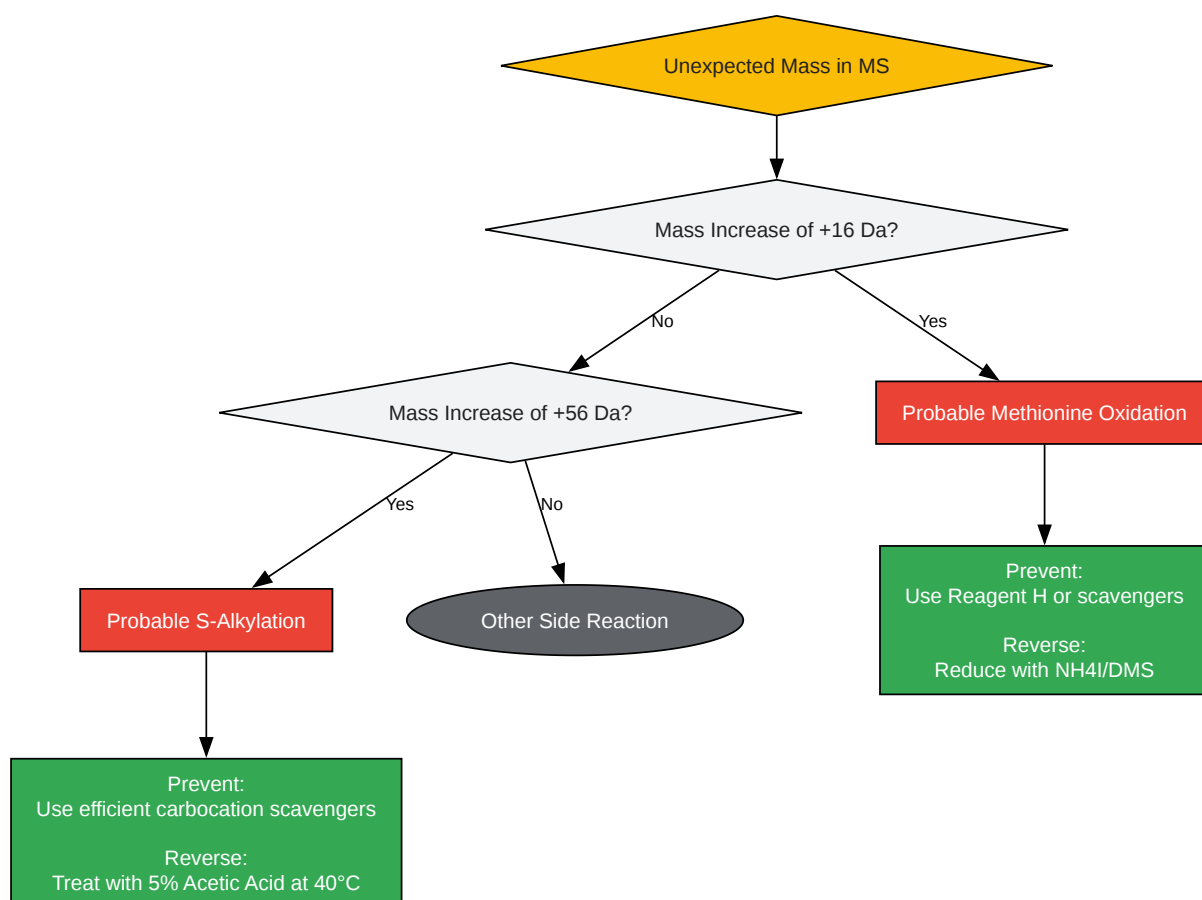 Unexpected Mass in MS
Mass Increase of +16 Da?
No
Yes
Mass Increase of +56 Da?
Probable Methionine Oxidation
Yes
No
Prevent:
Use Reagent H or scavengers
Reverse:
Reduce with NH4I/DMS
Probable S-Alkylation
Other Side Reaction
Prevent:
Use efficient carbocation scavengers
Reverse:
Treat with 5% Acetic Acid at 40°C